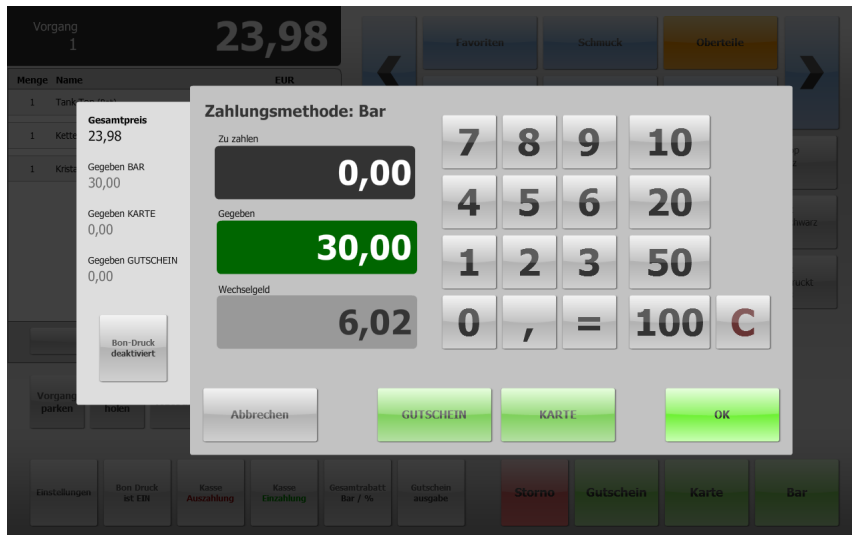 Vorgang
1
23,98
Favoriten
Schmuck
Oberteile
Menge Name EUR
1 Tank Top
1 Kette
1 Krista
Gesamtpreis
23,98
Gegeben BAR
30,00
Gegeben KARTE
0,00
Gegeben GUTSCHEIN
0,00
Bon-Druck
deaktiviert
Zahlungsmethode: Bar
Zu zahlen
0,00
Gegeben
30,00
Wechselgeld
6,02
7 8 9 10
4 5 6 20
1 2 3 50
0 , = 100 C
Abbrechen
GUTSCHEIN
KARTE
OK
hwarz
ruckt
Vorgang
parken
holen
Einstellungen
Bon Druck
ist EIN
Kasse
Auszahlung
Kasse
Einzahlung
Gesamtrabatt
Bar / %
Gutschein
ausgabe
Storno
Gutschein
Karte
Bar